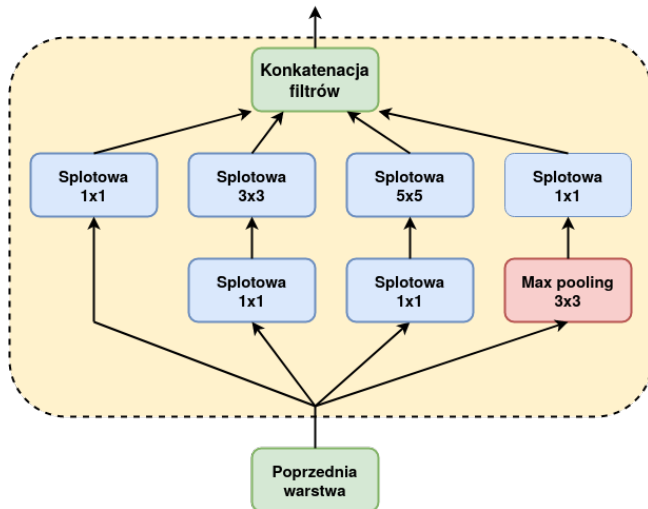 Konkatenacja
filtrów
Splotowa
1x1
Splotowa
3x3
Splotowa
5x5
Splotowa
1x1
Splotowa
1x1
Splotowa
1x1
Max pooling
3x3
Poprzednia
warstwa